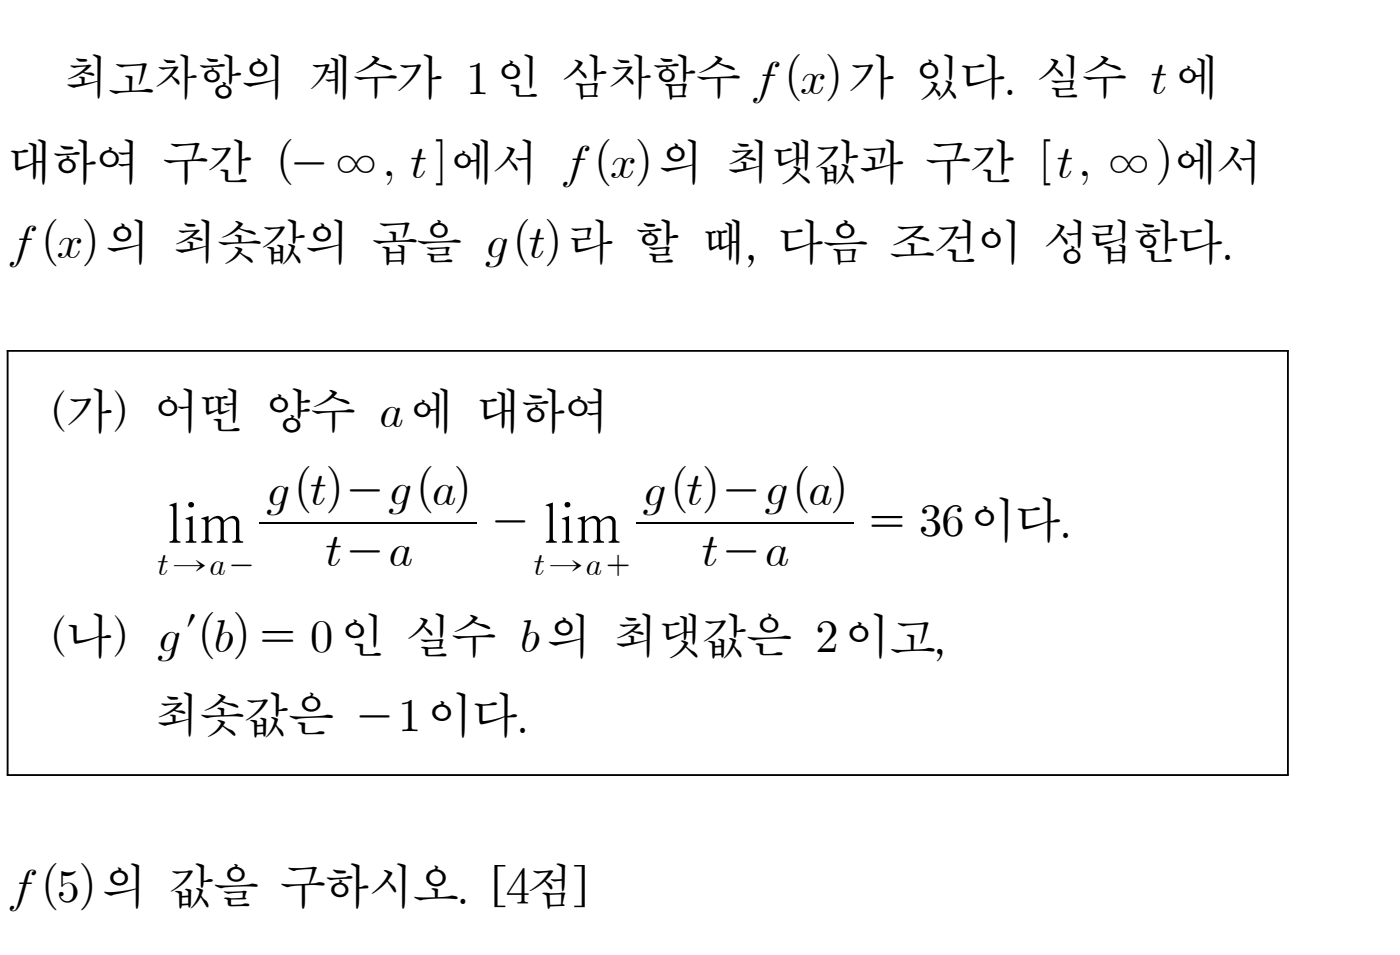 최고차항의 계수가 1인 삼차함수 f(x)가 있다. 실수 t에
대하여 구간 (−∞, t]에서 f(x)의 최댓값과 구간 [t, ∞)에서
f(x)의 최솟값의 곱을 g(t)라 할 때, 다음 조건이 성립한다.
(가) 어떤 양수 a에 대하여
lim_{t→a−} \frac{g(t)−g(a)}{t−a} − lim_{t→a+} \frac{g(t)−g(a)}{t−a} = 36이다.
(나) g′(b)=0인 실수 b의 최댓값은 2이고,
최솟값은 −1이다.
f(5)의 값을 구하시오. [4점]